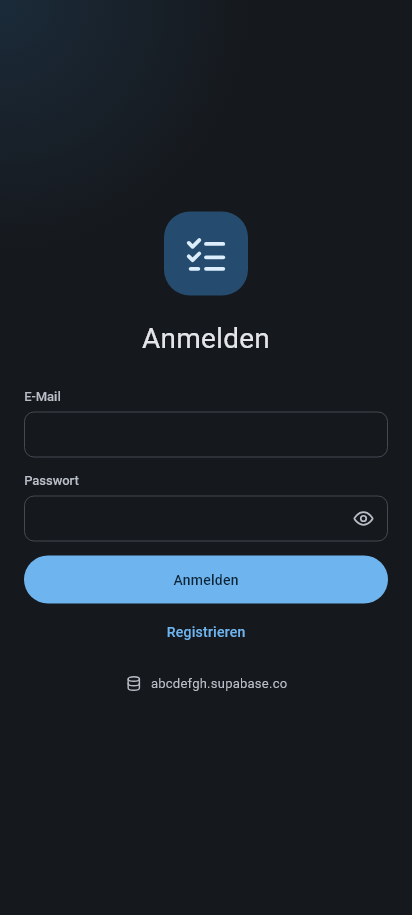 Anmelden
E-Mail
Passwort
Anmelden
Registrieren
abcdefgh.supabase.co